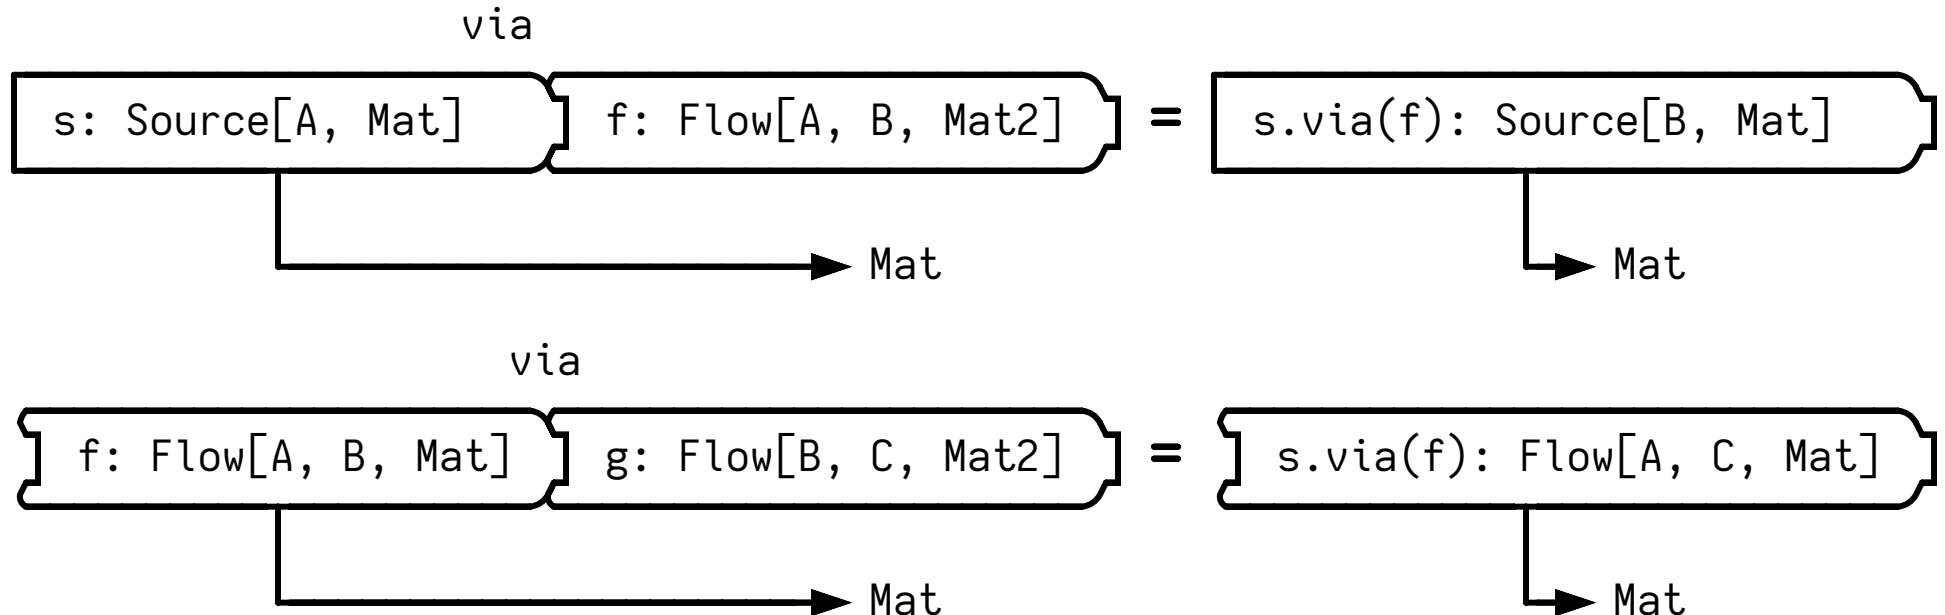 via
s: Source[A, Mat] f: Flow[A, B, Mat2] = s.via(f): Source[B, Mat]
Mat Mat
via
f: Flow[A, B, Mat] g: Flow[B, C, Mat2] = s.via(f): Flow[A, C, Mat]
Mat Mat